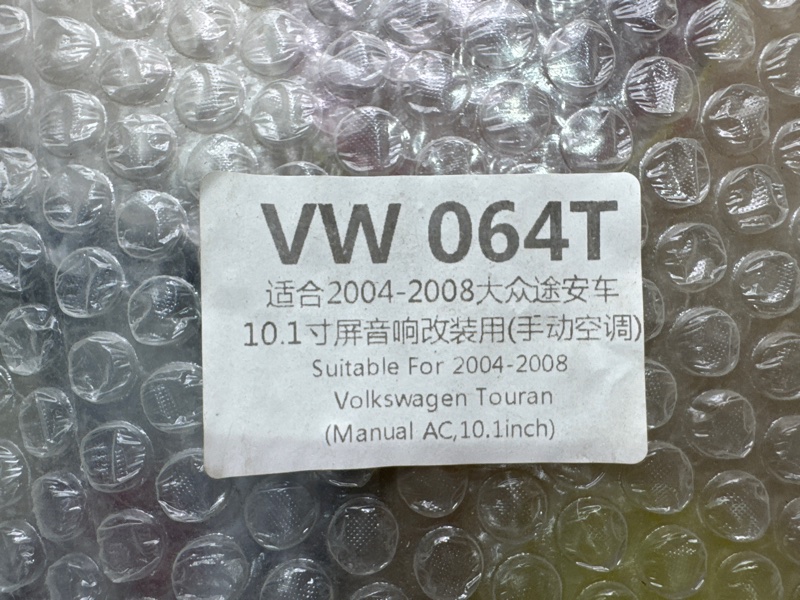 VW 064T
适合2004-2008大众途安车
10.1寸屏音响改装用(手动空调)
Suitable For 2004-2008
Volkswagen Touran
(Manual AC,10.1inch)